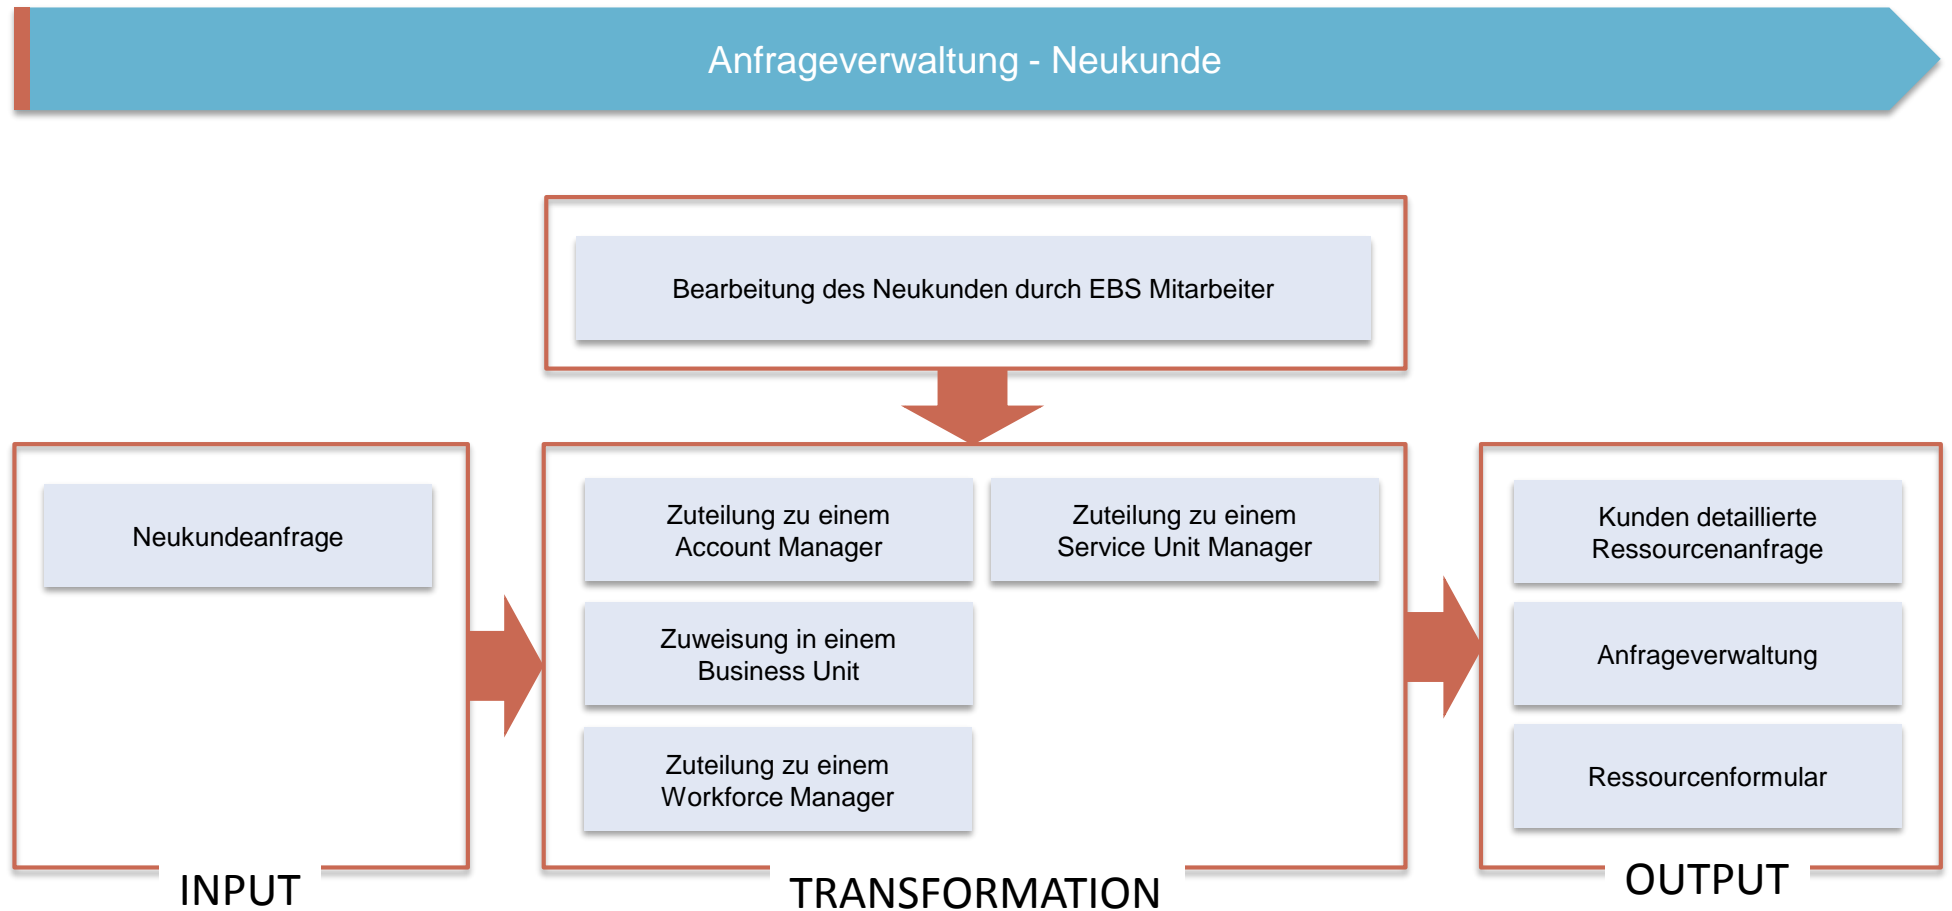 Anfrageverwaltung - Neukunde
Bearbeitung des Neukunden durch EBS Mitarbeiter
Neukundeanfrage
INPUT
Zuteilung zu einem
Account Manager
Zuteilung zu einem
Service Unit Manager
Zuweisung in einem
Business Unit
Zuteilung zu einem
Workforce Manager
TRANSFORMATION
Kunden detaillierte
Ressourcenanfrage
Anfrageverwaltung
Ressourcenformular
OUTPUT